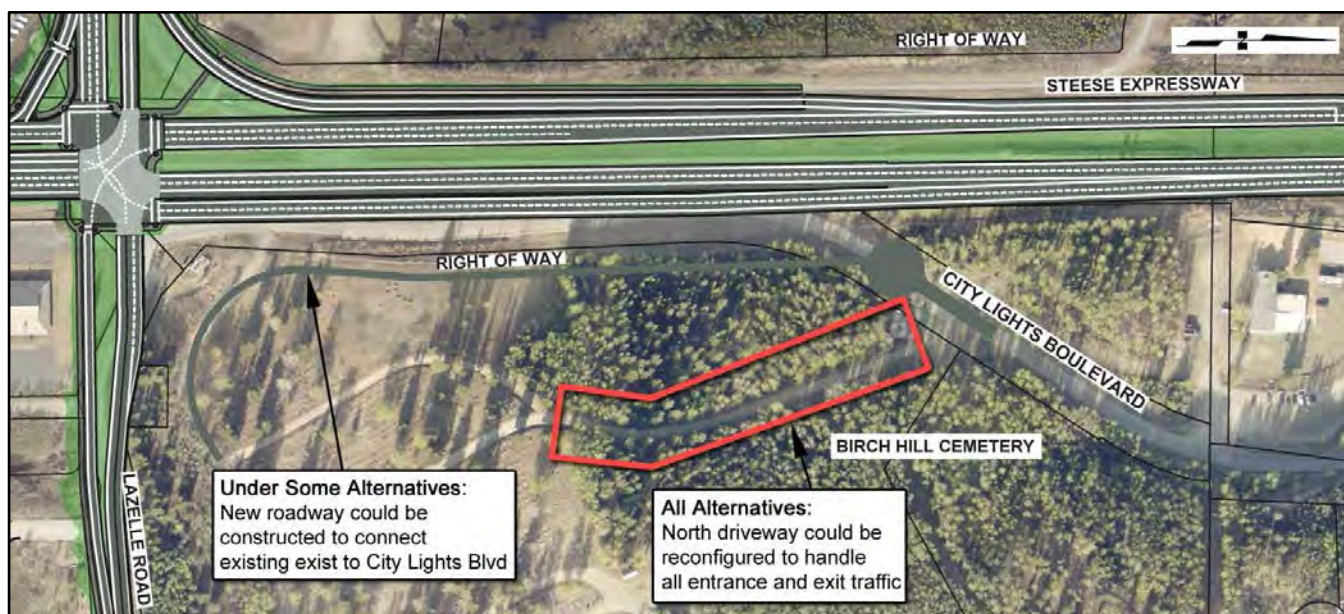 RIGHT OF WAY
STEESE EXPRESSWAY
RIGHT OF WAY
CITY LIGHTS BOULEVARD
BIRCH HILL CEMETERY
LAZELLE ROAD
Under Some Alternatives:
New roadway could be
constructed to connect
existing exist to City Lights Blvd
All Alternatives:
North driveway could be
reconfigured to handle
all entrance and exit traffic